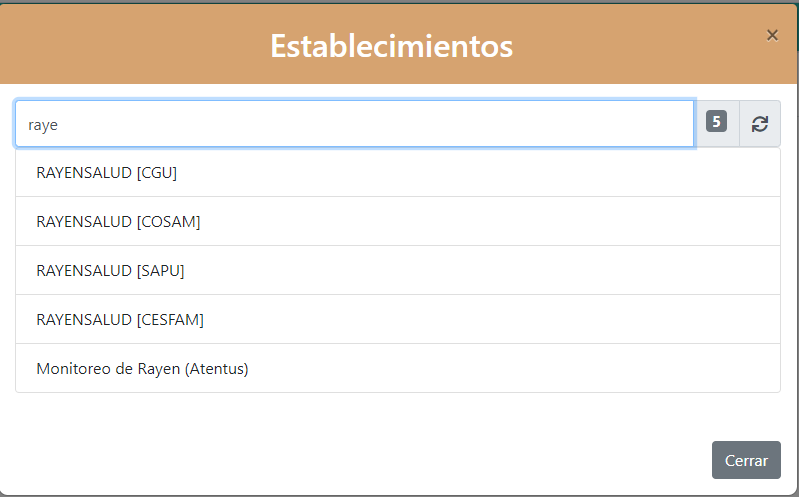 Establecimientos
×
raye
5
RAYENSALUD [CGU]
RAYENSALUD [COSAM]
RAYENSALUD [SAPU]
RAYENSALUD [CESFAM]
Monitoreo de Rayen (Atentus)
Cerrar